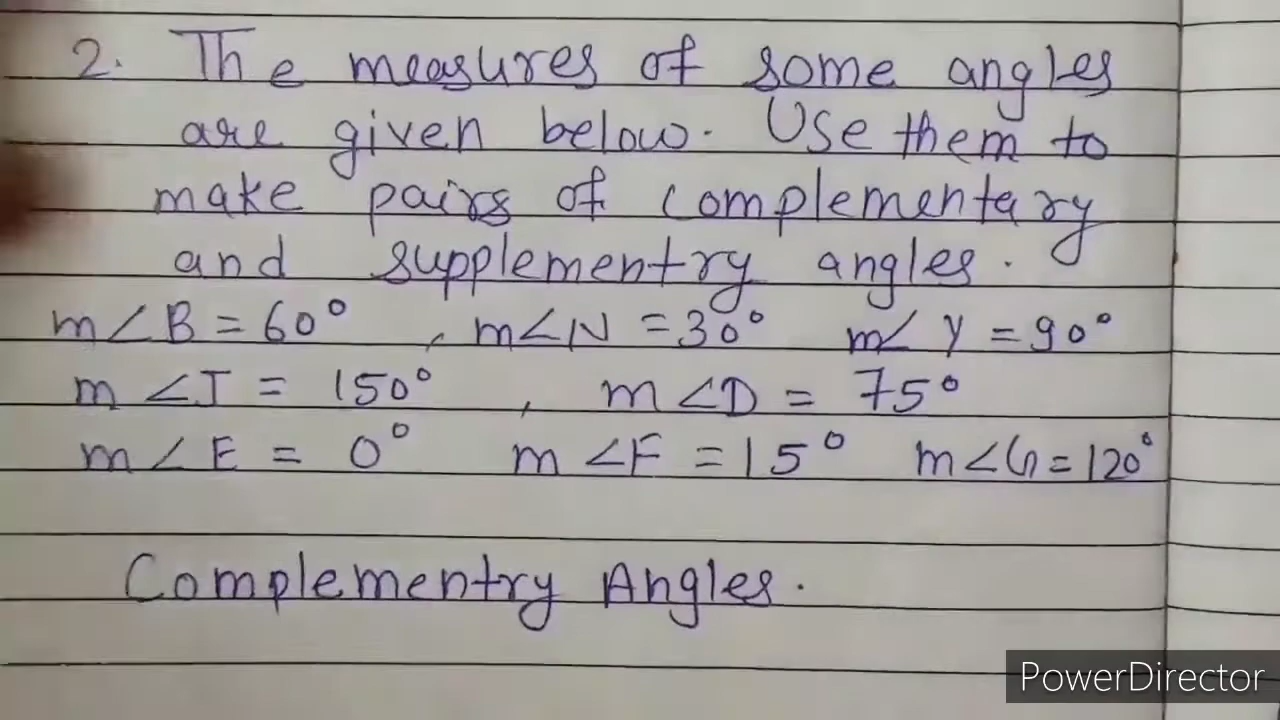 2. The measures of some angles
are given below. Use them to
make pairs of complementary
and supplementry angles.
m∠B = 60° , m∠N = 30° m∠Y = 90°
m∠J = 150° , m∠D = 75°
m∠E = 0° m∠F = 15° m∠G = 120°
Complementry Angles.
PowerDirector